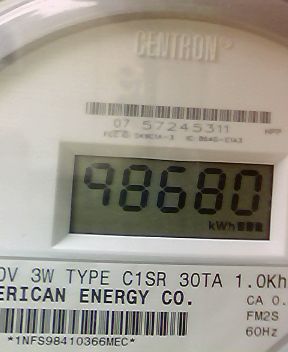 CENTRON®
07 57245311 HPP
98680
kWh
0V 3W TYPE C1SR 30TA 1.0Kh
ERICAN ENERGY CO. CA 0.
FM2S
*1NFS98410366MEC* 60Hz